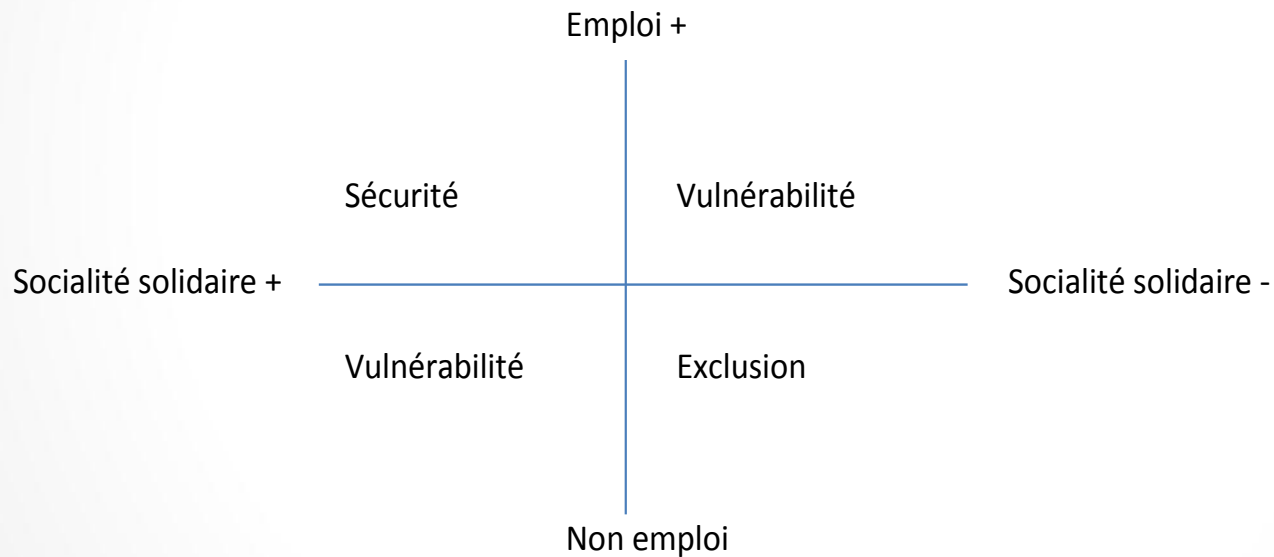 Emploi +
Sécurité
Vulnérabilité
Socialité solidaire +
Socialité solidaire -
Vulnérabilité
Exclusion
Non emploi